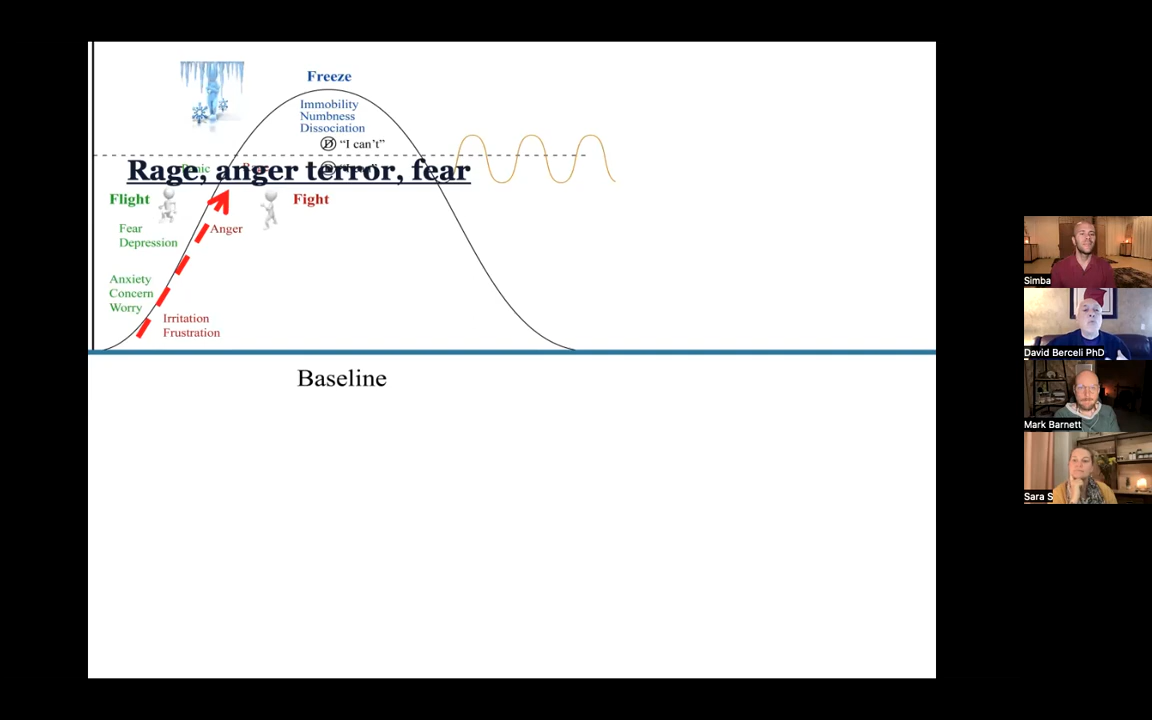 Freeze
Immobility
Numbness
Dissociation
Ⓓ “I can’t”
Rage, anger terror, fear
Flight
Fight
Fear
Depression
Anger
Anxiety
Concern
Worry
Irritation
Frustration
Baseline
Simba
David Berceli PhD
Mark Barnett
Sara S